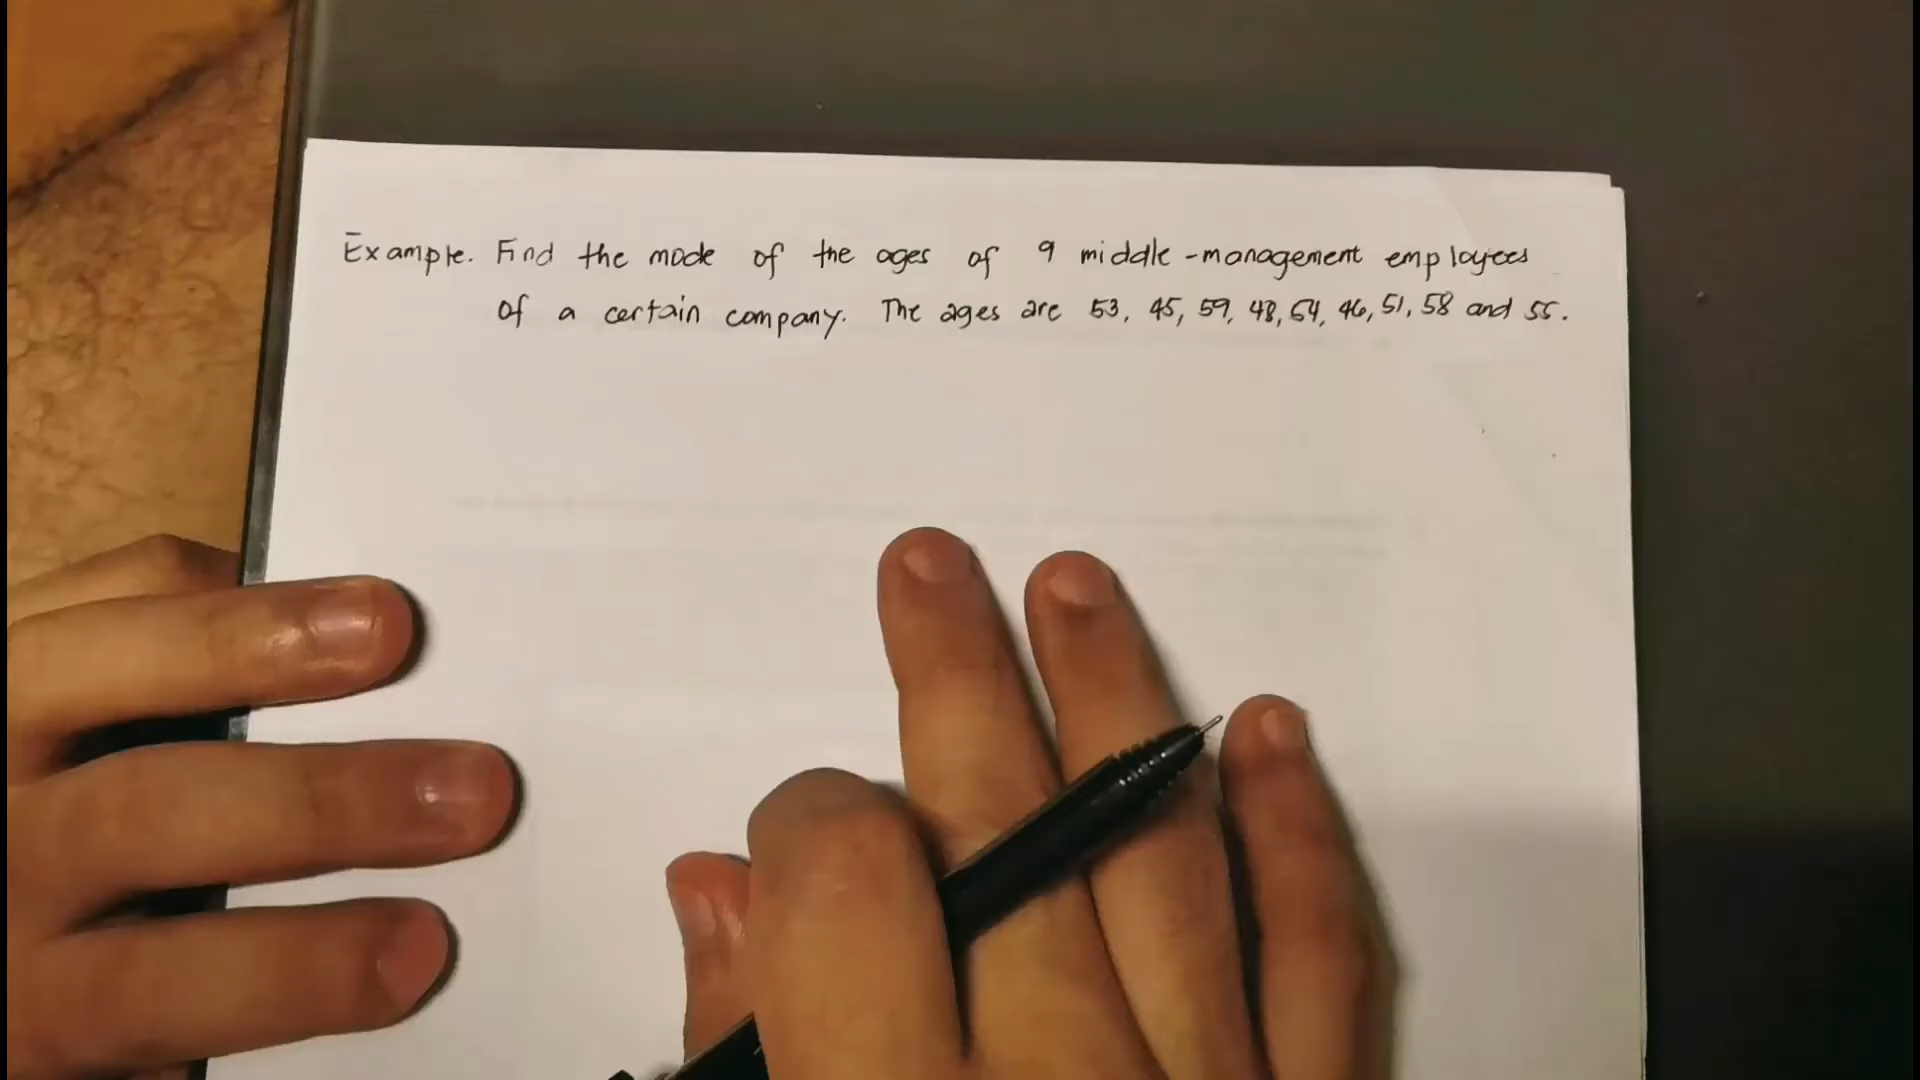 Example. Find the mode of the ages of 9 middle-management employees
of a certain company. The ages are 53, 45, 59, 48, 54, 46, 51, 58 and 55.